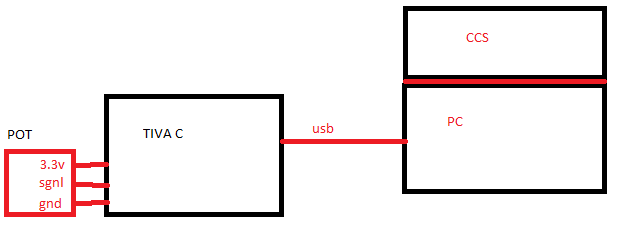 CCS
PC
TIVA C
usb
POT
3.3v
sgnl
gnd